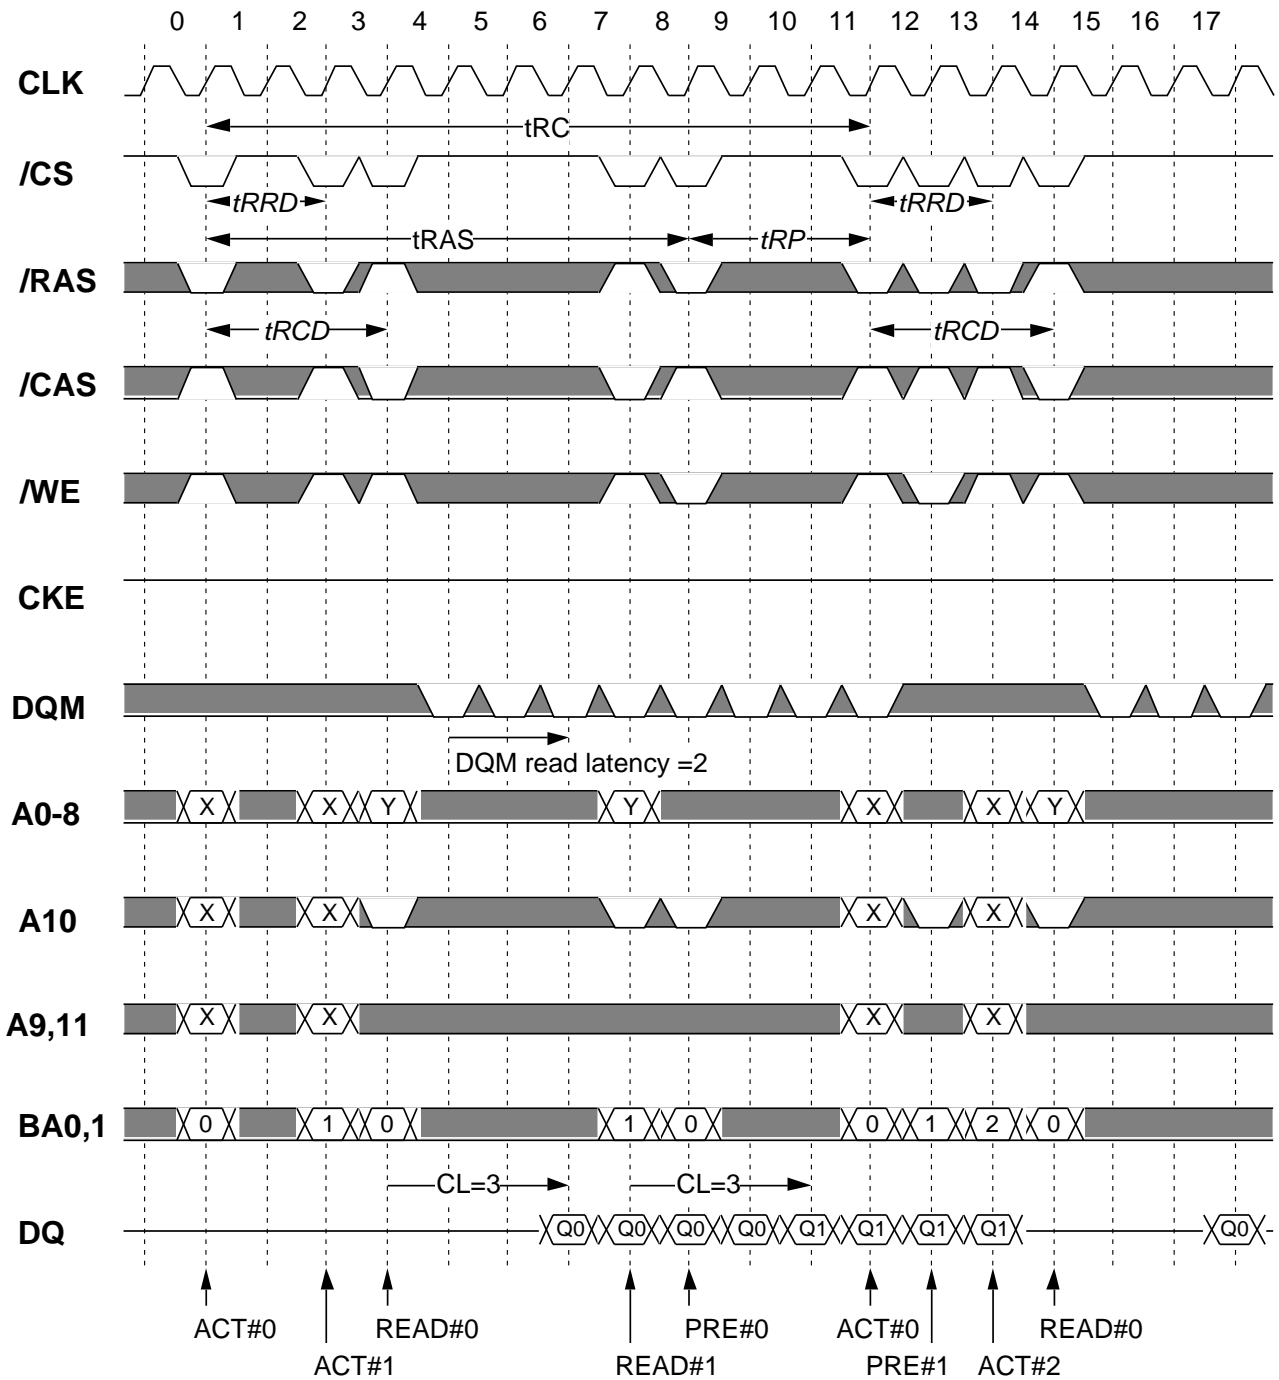 0 1 2 3 4 5 6 7 8 9 10 11 12 13 14 15 16 17
CLK
tRC
/CS
tRRD tRRD
tRAS tRP
/RAS
tRCD tRCD
/CAS
/WE
CKE
DQM
DQM read latency =2
A0-8 X X Y Y X X Y
A10 X X X X
A9,11 X X X X
BA0,1 0 1 0 1 0 0 1 2 0
CL=3 CL=3
DQ Q0 Q0 Q0 Q0 Q1 Q1 Q1 Q1 Q0
ACT#0 READ#0 PRE#0 ACT#0 READ#0
ACT#1 READ#1 PRE#1 ACT#2